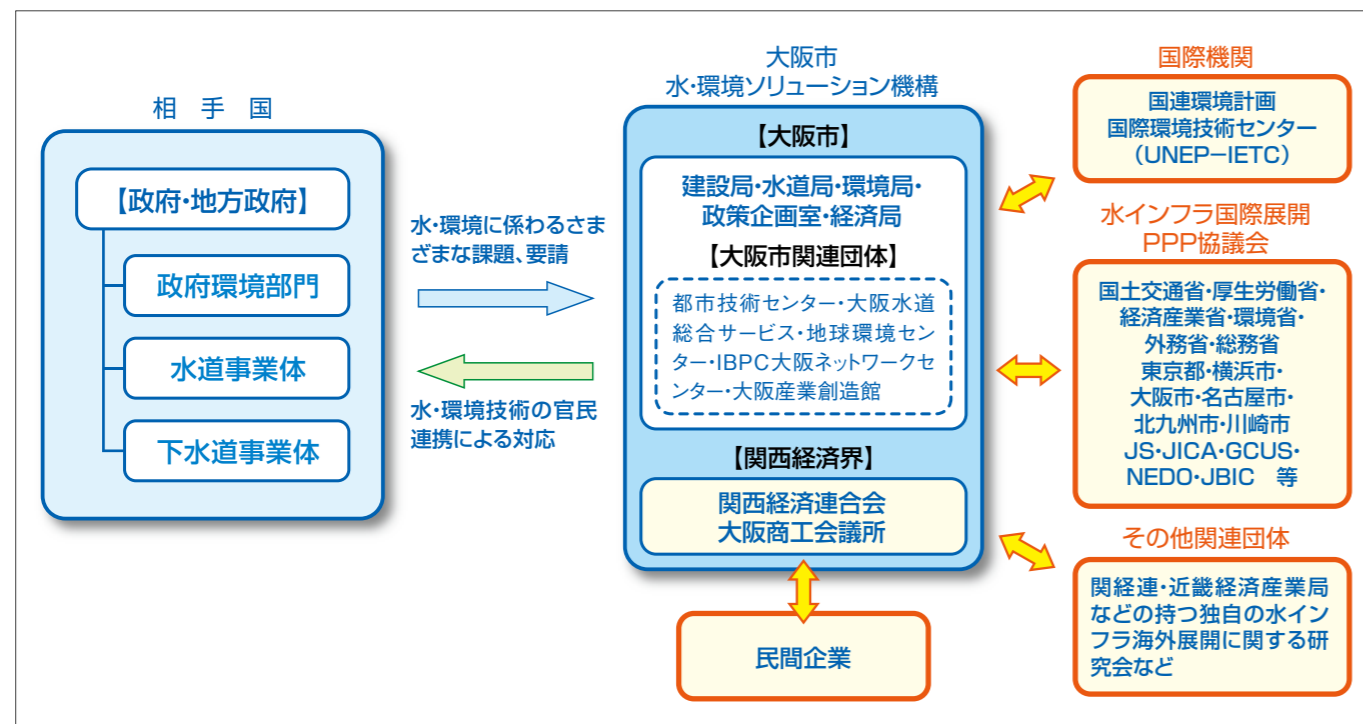 相 手 国
【政府・地方政府】
政府環境部門
水道事業体
下水道事業体
水・環境に係わるさま
ざまな課題、要請
水・環境技術の官民
連携による対応
大阪市
水・環境ソリューション機構
【大阪市】
建設局・水道局・環境局・
政策企画室・経済局
【大阪市関連団体】
都市技術センター・大阪水道
総合サービス・地球環境セン
ター・IBPC大阪ネットワークセ
ンター・大阪産業創造館
【関西経済界】
関西経済連合会
大阪商工会議所
民間企業
国際機関
国連環境計画
国際環境技術センター
（UNEP－IETC）
水インフラ国際展開
PPP協議会
国土交通省・厚生労働省・
経済産業省・環境省・
外務省・総務省
東京都・横浜市・
大阪市・名古屋市・
北九州市・川崎市
JS・JICA・GCUS・
NEDO・JBIC　等
その他関連団体
関経連・近畿経済産業局
などの持つ独自の水イン
フラ海外展開に関する研
究会など